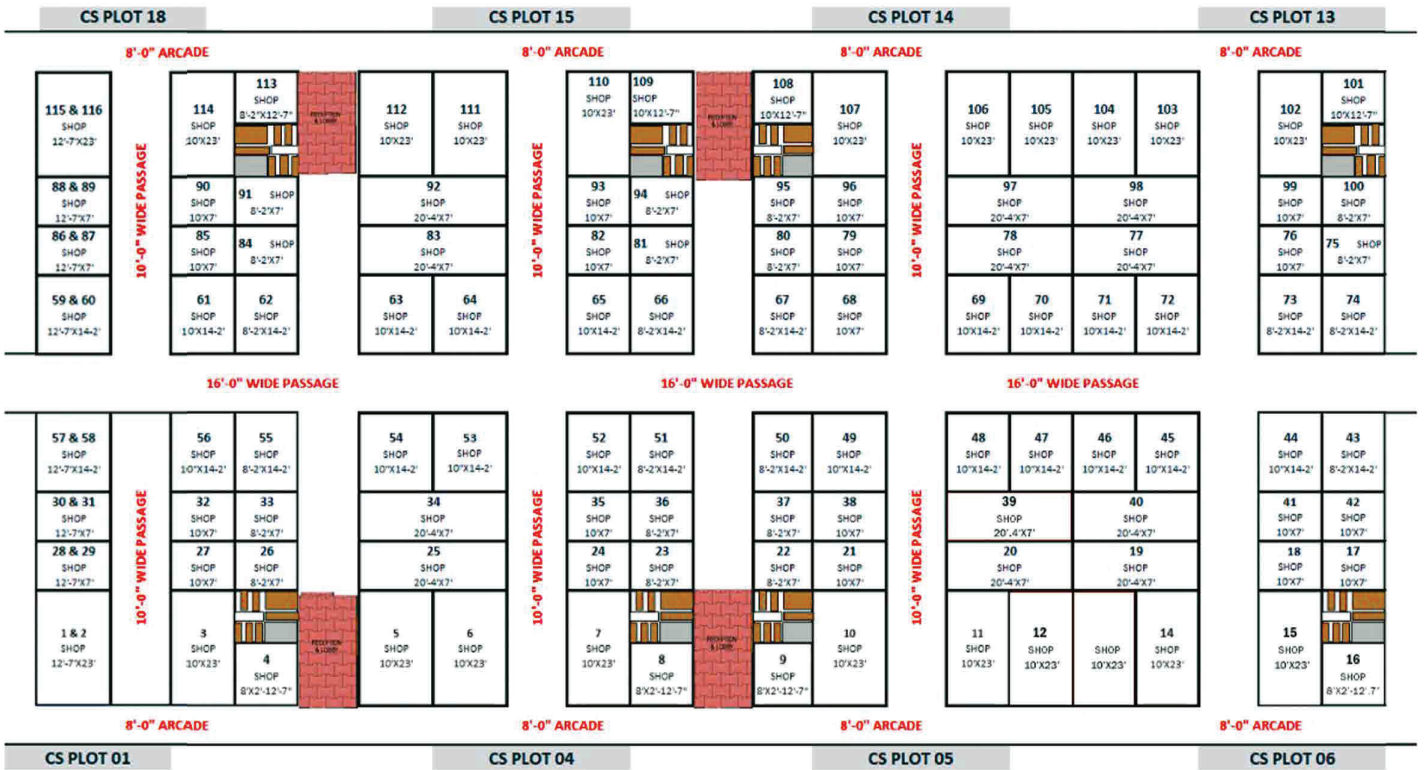 CS PLOT 18
CS PLOT 15
CS PLOT 14
CS PLOT 13
8'-0" ARCADE
8'-0" ARCADE
8'-0" ARCADE
8'-0" ARCADE
115 & 116
SHOP
12'-7'X23'
114
SHOP
10'X23'
113
SHOP
8'-2"X12'-7"
RECEPTION
& LOBBY
112
SHOP
10'X23'
111
SHOP
10'X23'
110
SHOP
10'X23'
109
SHOP
10'X12'-7"
RECEPTION
& LOBBY
108
SHOP
10'X12'-7"
107
SHOP
10'X23'
106
SHOP
10'X23'
105
SHOP
10'X23'
104
SHOP
10'X23'
103
SHOP
10'X23'
102
SHOP
10'X23'
101
SHOP
10'X12'-7"
10'-0" WIDE PASSAGE
10'-0" WIDE PASSAGE
10'-0" WIDE PASSAGE
88 & 89
SHOP
12'-7'X7'
90
SHOP
10'X7'
91 SHOP
8'-2'X7'
92
SHOP
20'-4'X7'
93
SHOP
10'X7'
94 SHOP
8'-2'X7'
95
SHOP
8'-2'X7'
96
SHOP
10'X7'
97
SHOP
20'-4'X7'
98
SHOP
20'-4'X7'
99
SHOP
10'X7'
100
SHOP
8'-2'X7'
86 & 87
SHOP
12'-7'X7'
85
SHOP
10'X7'
84 SHOP
8'-2'X7'
83
SHOP
20'-4'X7'
82
SHOP
10'X7'
81 SHOP
8'-2'X7'
80
SHOP
8'-2'X7'
79
SHOP
10'X7'
78
SHOP
20'-4'X7'
77
SHOP
20'-4'X7'
76
SHOP
10'X7'
75 SHOP
8'-2'X7'
59 & 60
SHOP
12'-7'X14-2'
61
SHOP
10'X14-2'
62
SHOP
8'-2'X14-2'
63
SHOP
10'X14-2'
64
SHOP
10'X14-2'
65
SHOP
10'X14-2'
66
SHOP
8'-2'X14-2'
67
SHOP
8'-2'X14-2'
68
SHOP
10'X7'
69
SHOP
10'X14-2'
70
SHOP
10'X14-2'
71
SHOP
10'X14-2'
72
SHOP
10'X14-2'
73
SHOP
8'-2'X14-2'
74
SHOP
8'-2'X14-2'
16'-0" WIDE PASSAGE
16'-0" WIDE PASSAGE
16'-0" WIDE PASSAGE
57 & 58
SHOP
12'-7'X14-2'
56
SHOP
10"X14-2'
55
SHOP
8'-2'X14-2'
54
SHOP
10"X14-2'
53
SHOP
10"X14-2'
52
SHOP
10"X14-2'
51
SHOP
8'-2'X14-2'
50
SHOP
8'-2'X14-2'
49
SHOP
10"X14-2'
48
SHOP
10"X14-2'
47
SHOP
10"X14-2'
46
SHOP
10"X14-2'
45
SHOP
10"X14-2'
44
SHOP
10"X14-2'
43
SHOP
8'-2'X14-2'
10'-0" WIDE PASSAGE
10'-0" WIDE PASSAGE
10'-0" WIDE PASSAGE
30 & 31
SHOP
12'-7'X7'
32
SHOP
10'X7'
33
SHOP
8'-2'X7'
34
SHOP
20'-4'X7'
35
SHOP
10'X7'
36
SHOP
8'-2'X7'
37
SHOP
8'-2'X7'
38
SHOP
10'X7'
39
SHOP
20'.4'X7'
40
SHOP
20'-4'X7'
41
SHOP
10'X7'
42
SHOP
10'X7'
28 & 29
SHOP
12'-7'X7'
27
SHOP
10'X7'
26
SHOP
8'-2'X7'
25
SHOP
20'-4'X7'
24
SHOP
10'X7'
23
SHOP
8'-2'X7'
22
SHOP
8'-2'X7'
21
SHOP
10'X7'
20
SHOP
20'-4'X7'
19
SHOP
20'-4'X7'
18
SHOP
10'X7'
17
SHOP
10'X7'
1 & 2
SHOP
12'-7'X23'
3
SHOP
10'X23'
4
SHOP
8'X2'-12'-7"
RECEPTION
& LOBBY
5
SHOP
10'X23'
6
SHOP
10'X23'
7
SHOP
10'X23'
8
SHOP
8'X2'-12'-7"
RECEPTION
& LOBBY
9
SHOP
8'X2'-12'-7"
10
SHOP
10'X23'
11
SHOP
10'X23'
12
SHOP
10'X23'
SHOP
10'X23'
14
SHOP
10'X23'
15
SHOP
10'X23'
16
SHOP
8'X2'-12'.7'
8'-0" ARCADE
8'-0" ARCADE
8'-0" ARCADE
8'-0" ARCADE
CS PLOT 01
CS PLOT 04
CS PLOT 05
CS PLOT 06